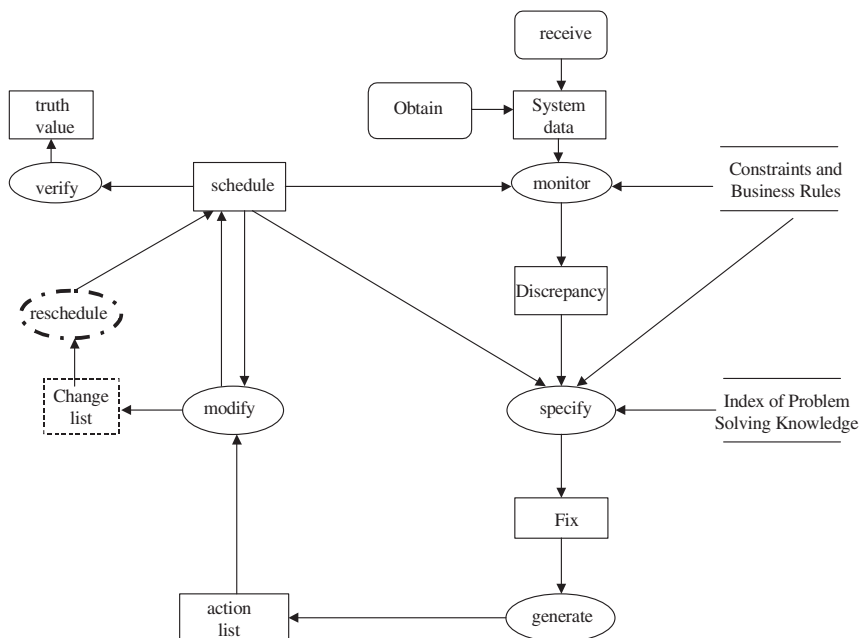 receive
Obtain
System
data
truth
value
verify
schedule
monitor
Constraints and
Business Rules
reschedule
Discrepancy
Change
list
modify
specify
Index of Problem
Solving Knowledge
Fix
action
list
generate